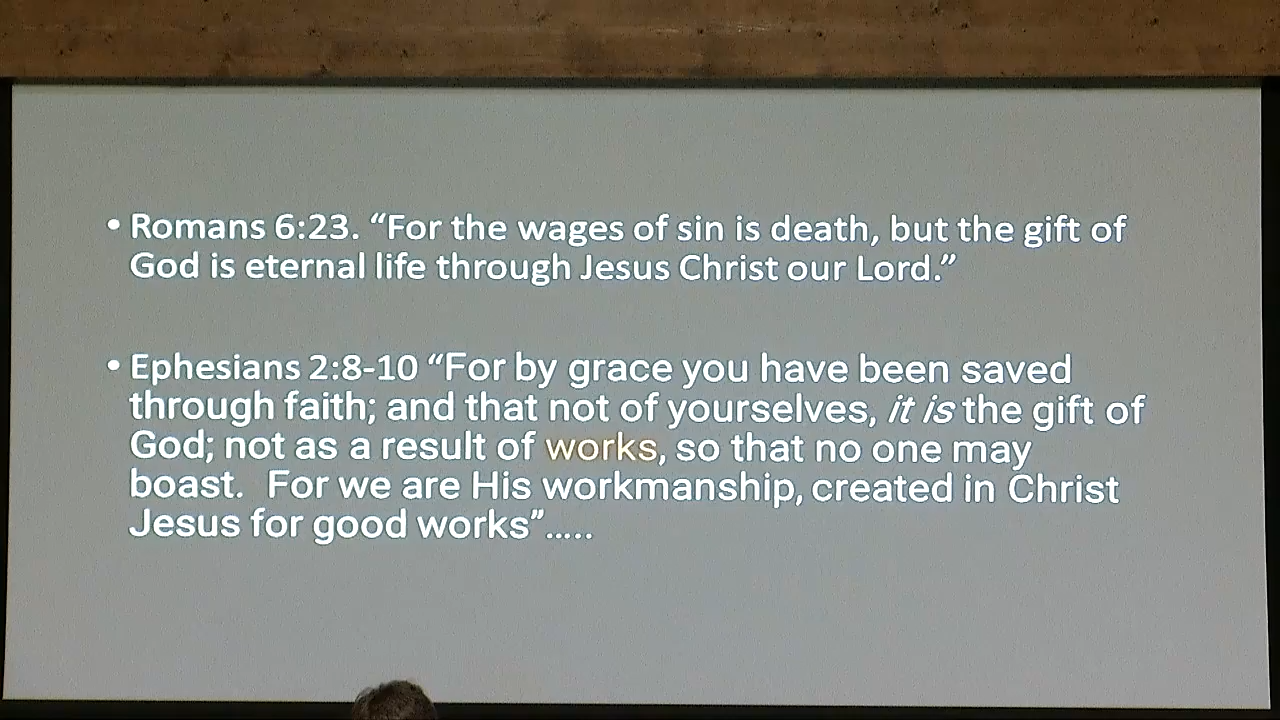 • Romans 6:23. “For the wages of sin is death, but the gift of
God is eternal life through Jesus Christ our Lord.”
• Ephesians 2:8-10 “For by grace you have been saved
through faith; and that not of yourselves, it is the gift of
God; not as a result of works, so that no one may
boast.  For we are His workmanship, created in Christ
Jesus for good works”.....